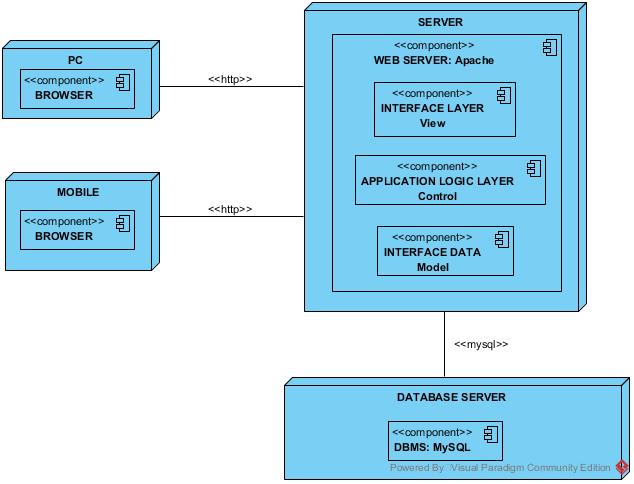 PC
<<component>>
BROWSER
<<http>>
MOBILE
<<component>>
BROWSER
<<http>>
SERVER
<<component>>
WEB SERVER: Apache
<<component>>
INTERFACE LAYER
View
<<component>>
APPLICATION LOGIC LAYER
Control
<<component>>
INTERFACE DATA
Model
<<mysql>>
DATABASE SERVER
<<component>>
DBMS: MySQL
Powered By Visual Paradigm Community Edition